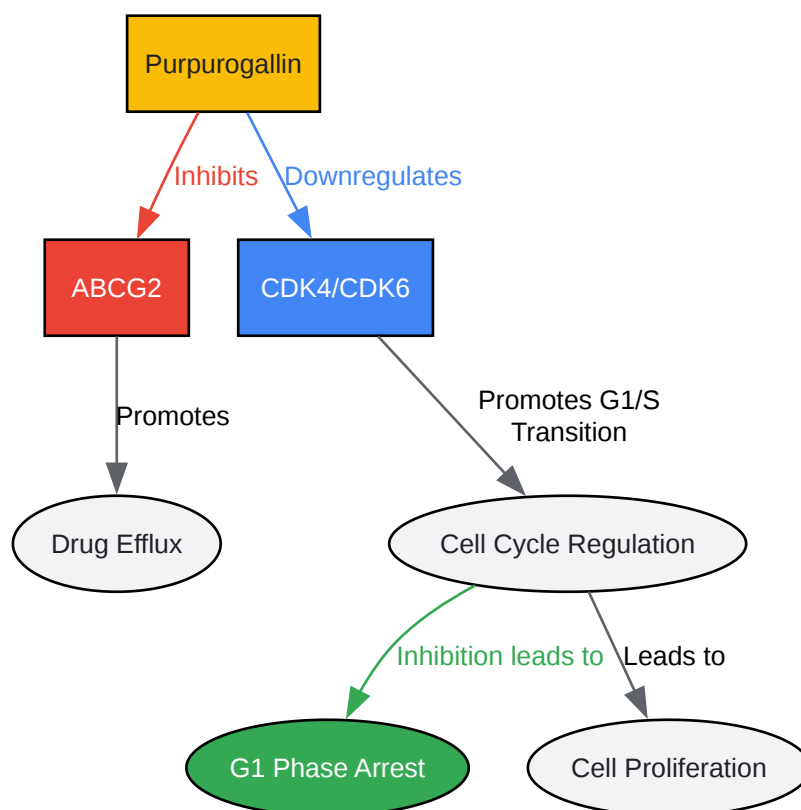 Purpurogallin
Inhibits
Downregulates
ABCG2
CDK4/CDK6
Promotes
Promotes G1/S
Transition
Drug Efflux
Cell Cycle Regulation
Inhibition leads to
Leads to
G1 Phase Arrest
Cell Proliferation